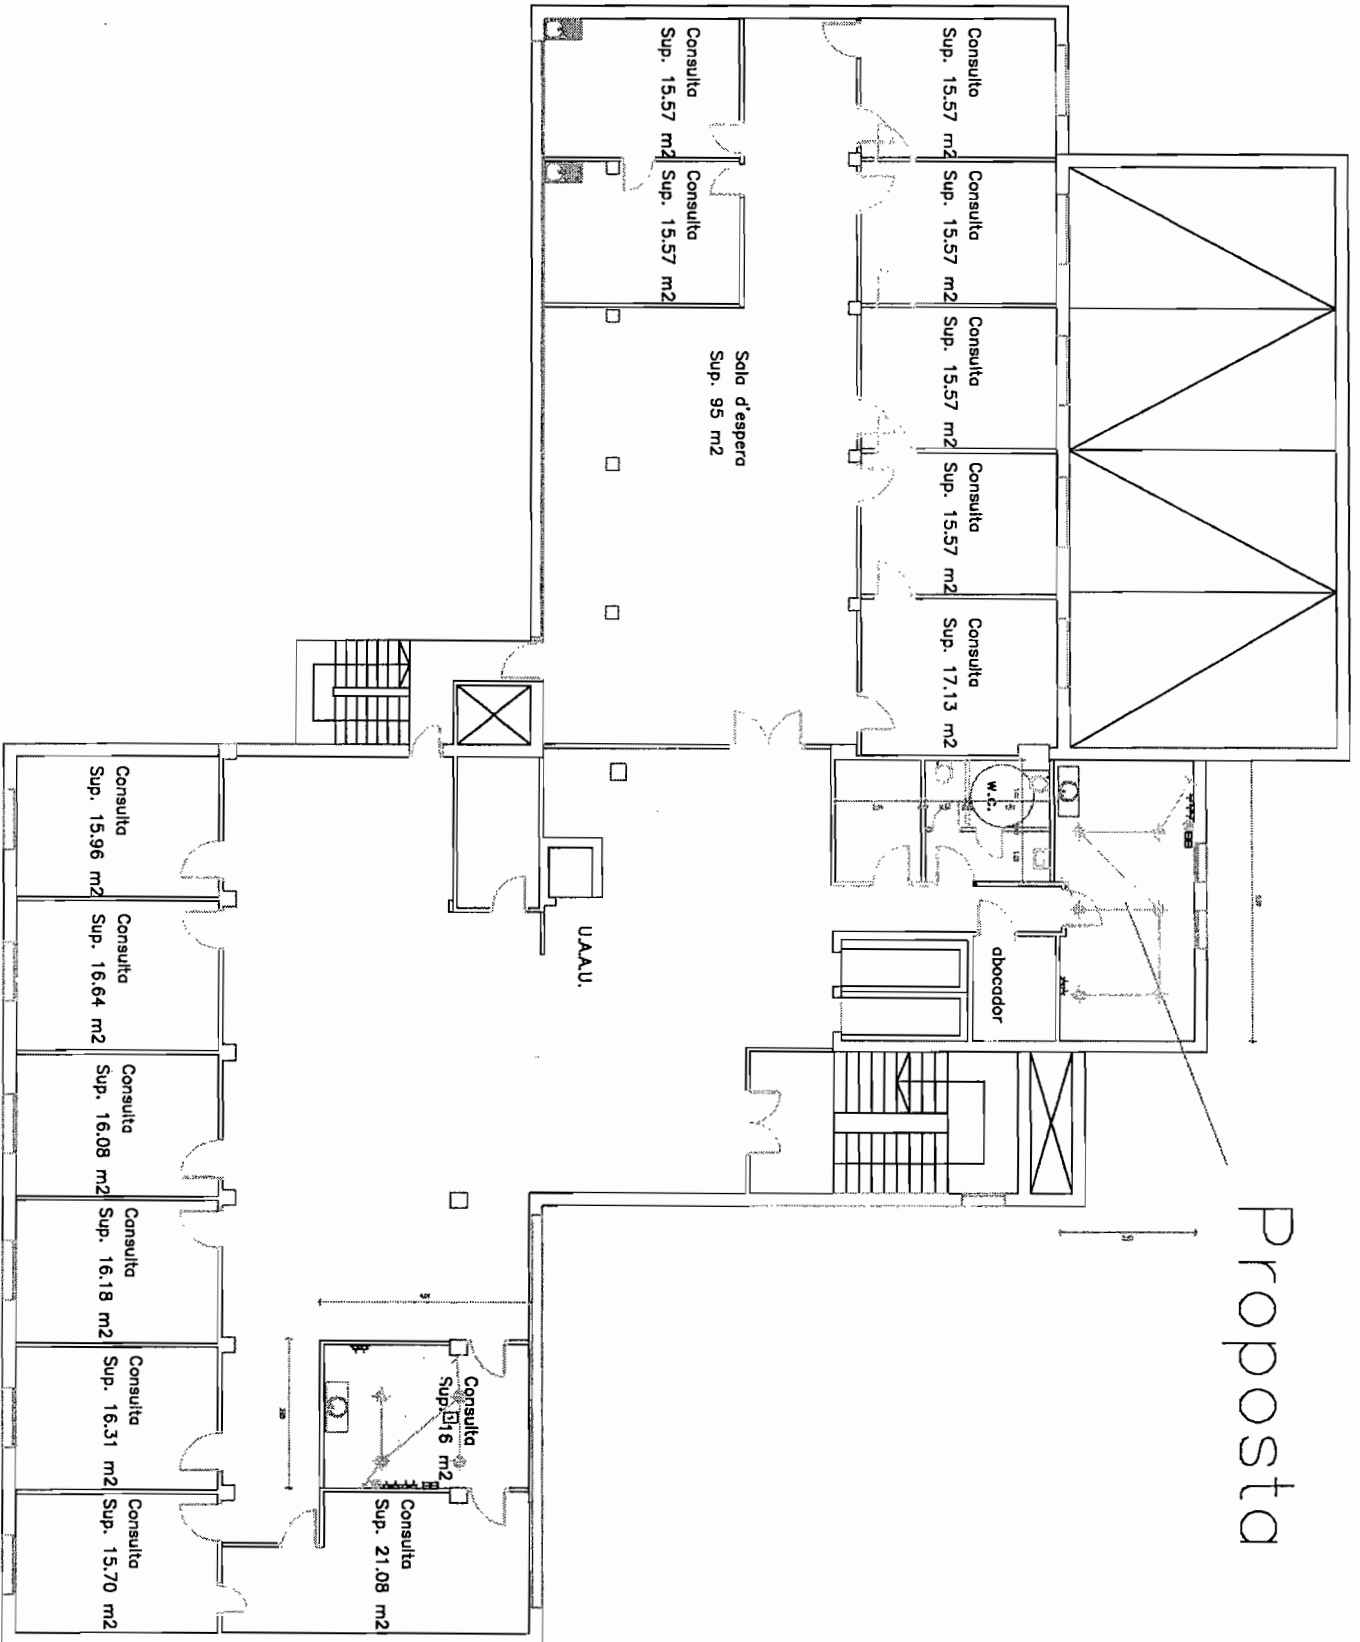 Proposta
Consulta
Sup. 15.57 m2
Consulta
Sup. 15.57 m2
Consulta
Sup. 15.57 m2
Consulta
Sup. 15.57 m2
Consulta
Sup. 17.13 m2
Consulta
Sup. 15.57 m2
Consulta
Sup. 15.57 m2
Sala d'espera
Sup. 95 m2
w.c.
abocador
U.A.A.U.
Consulta
Sup. 16 m2
Consulta
Sup. 21.08 m2
Consulta
Sup. 15.96 m2
Consulta
Sup. 16.64 m2
Consulta
Sup. 16.08 m2
Consulta
Sup. 16.18 m2
Consulta
Sup. 16.31 m2
Consulta
Sup. 15.70 m2